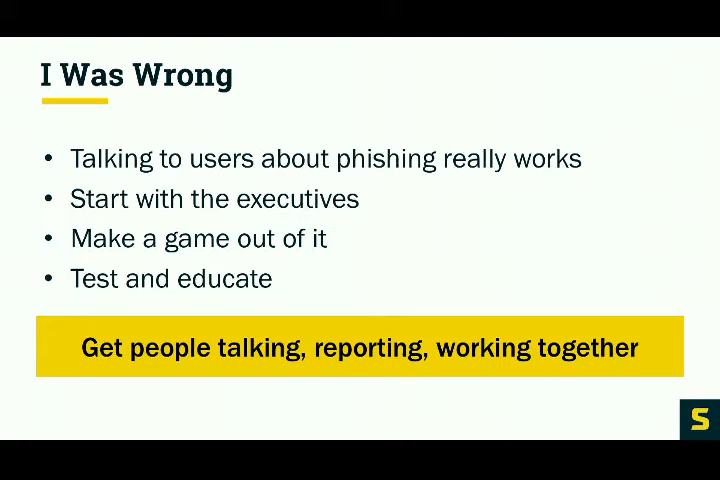 I Was Wrong
• Talking to users about phishing really works
• Start with the executives
• Make a game out of it
• Test and educate
Get people talking, reporting, working together
S